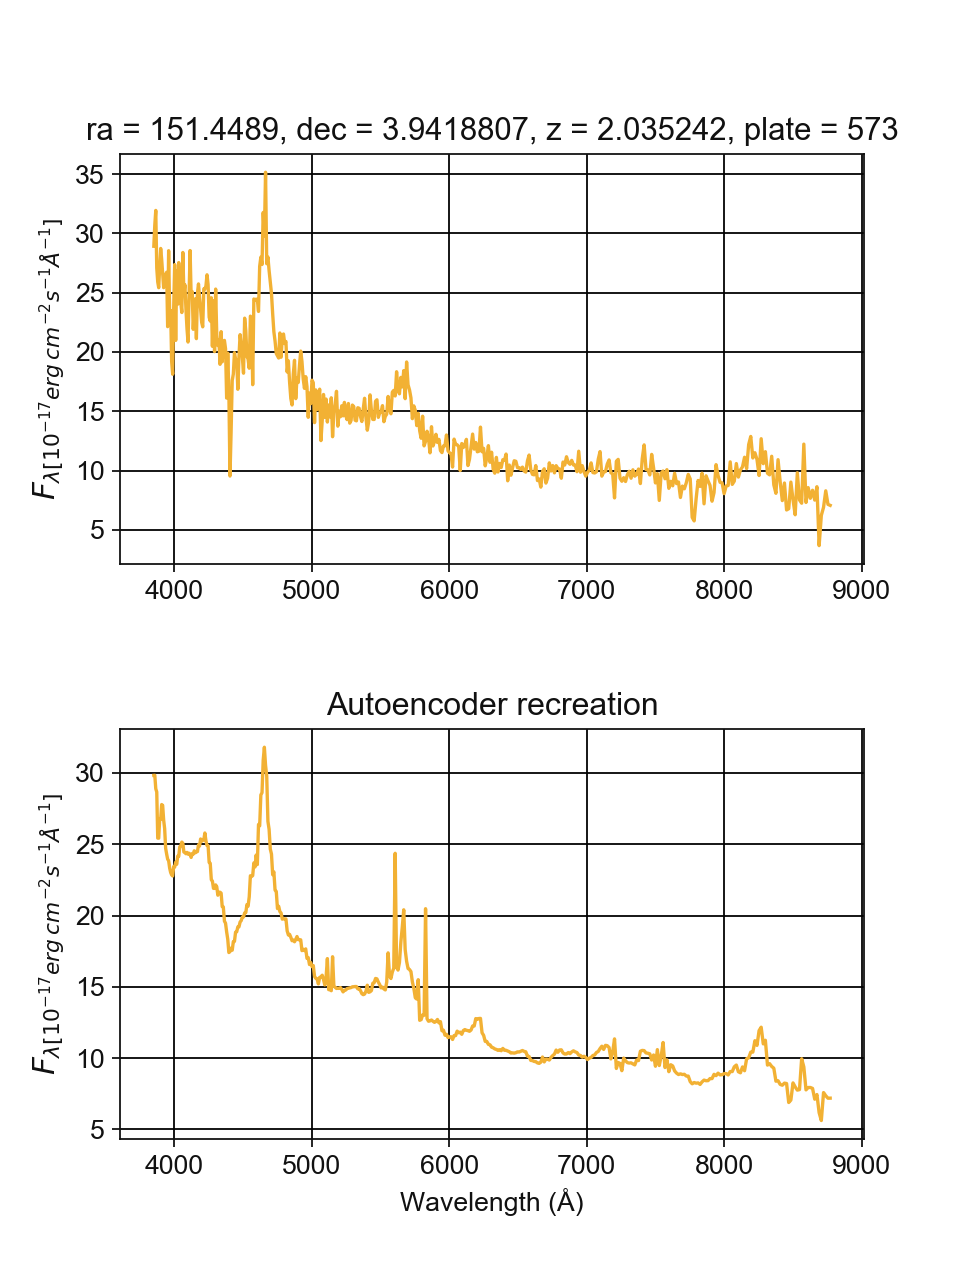 ra = 151.4489, dec = 3.9418807, z = 2.035242, plate = 573
F_λ[10^−17 erg cm^−2 s^−1 Å^−1]
35
30
25
20
15
10
5
4000 5000 6000 7000 8000 9000
Autoencoder recreation
F_λ[10^−17 erg cm^−2 s^−1 Å^−1]
30
25
20
15
10
5
4000 5000 6000 7000 8000 9000
Wavelength (Å)